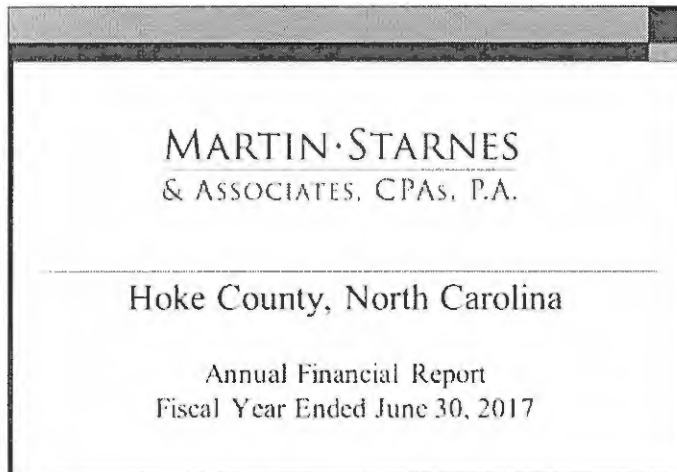 MARTIN·STARNES
& ASSOCIATES, CPAs, P.A.
Hoke County, North Carolina
Annual Financial Report
Fiscal Year Ended June 30, 2017